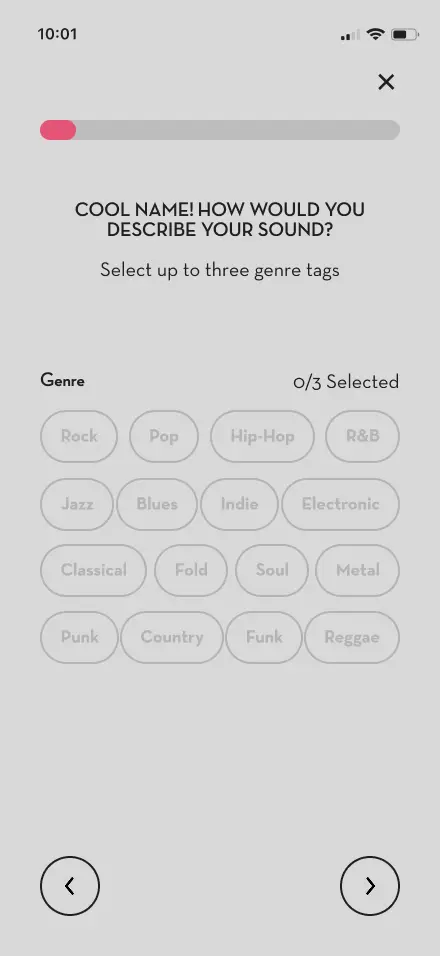 10:01
COOL NAME! HOW WOULD YOU
DESCRIBE YOUR SOUND?
Select up to three genre tags
Genre 0/3 Selected
Rock Pop Hip-Hop R&B
Jazz Blues Indie Electronic
Classical Fold Soul Metal
Punk Country Funk Reggae